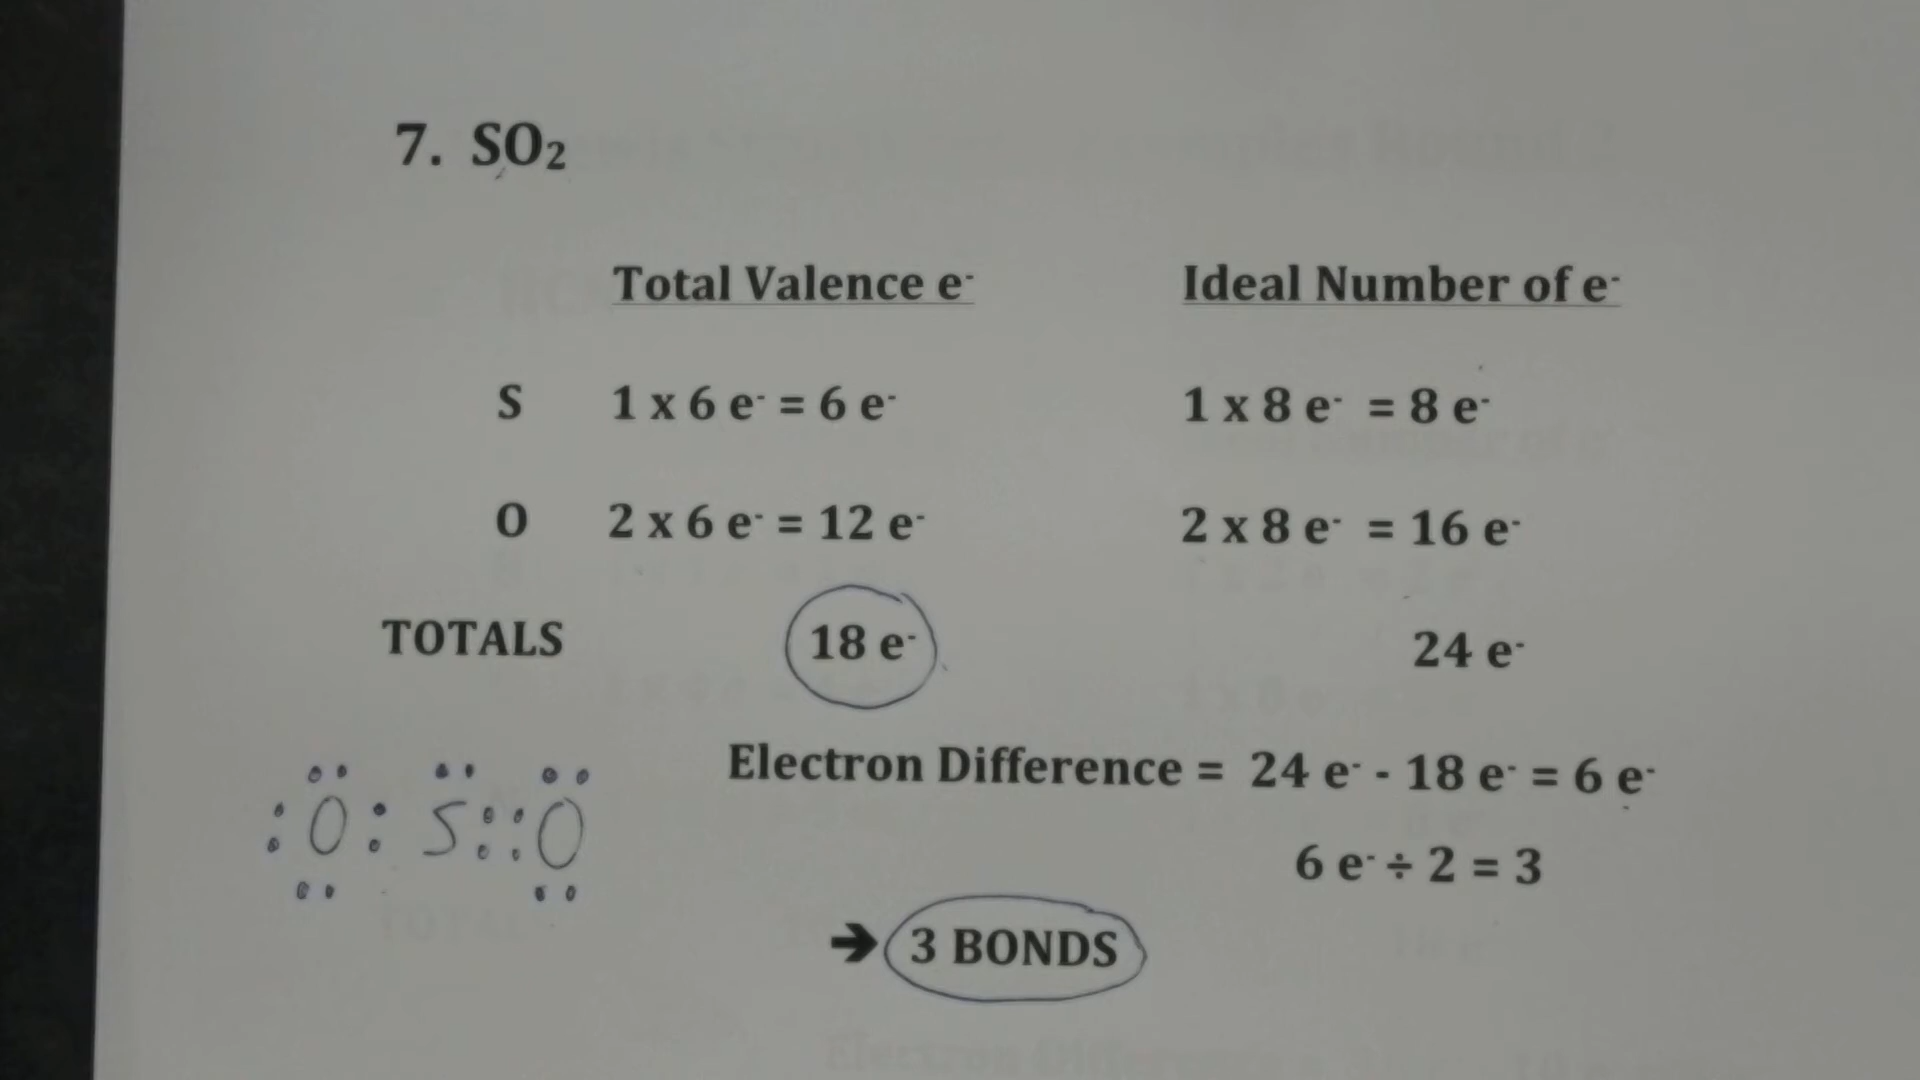 7. SO₂
Total Valence e⁻ Ideal Number of e⁻
S 1 x 6 e⁻ = 6 e⁻ 1 x 8 e⁻ = 8 e⁻
O 2 x 6 e⁻ = 12 e⁻ 2 x 8 e⁻ = 16 e⁻
TOTALS 18 e⁻ 24 e⁻
Electron Difference = 24 e⁻ - 18 e⁻ = 6 e⁻
:O: S::O
6 e⁻ ÷ 2 = 3
➔ 3 BONDS